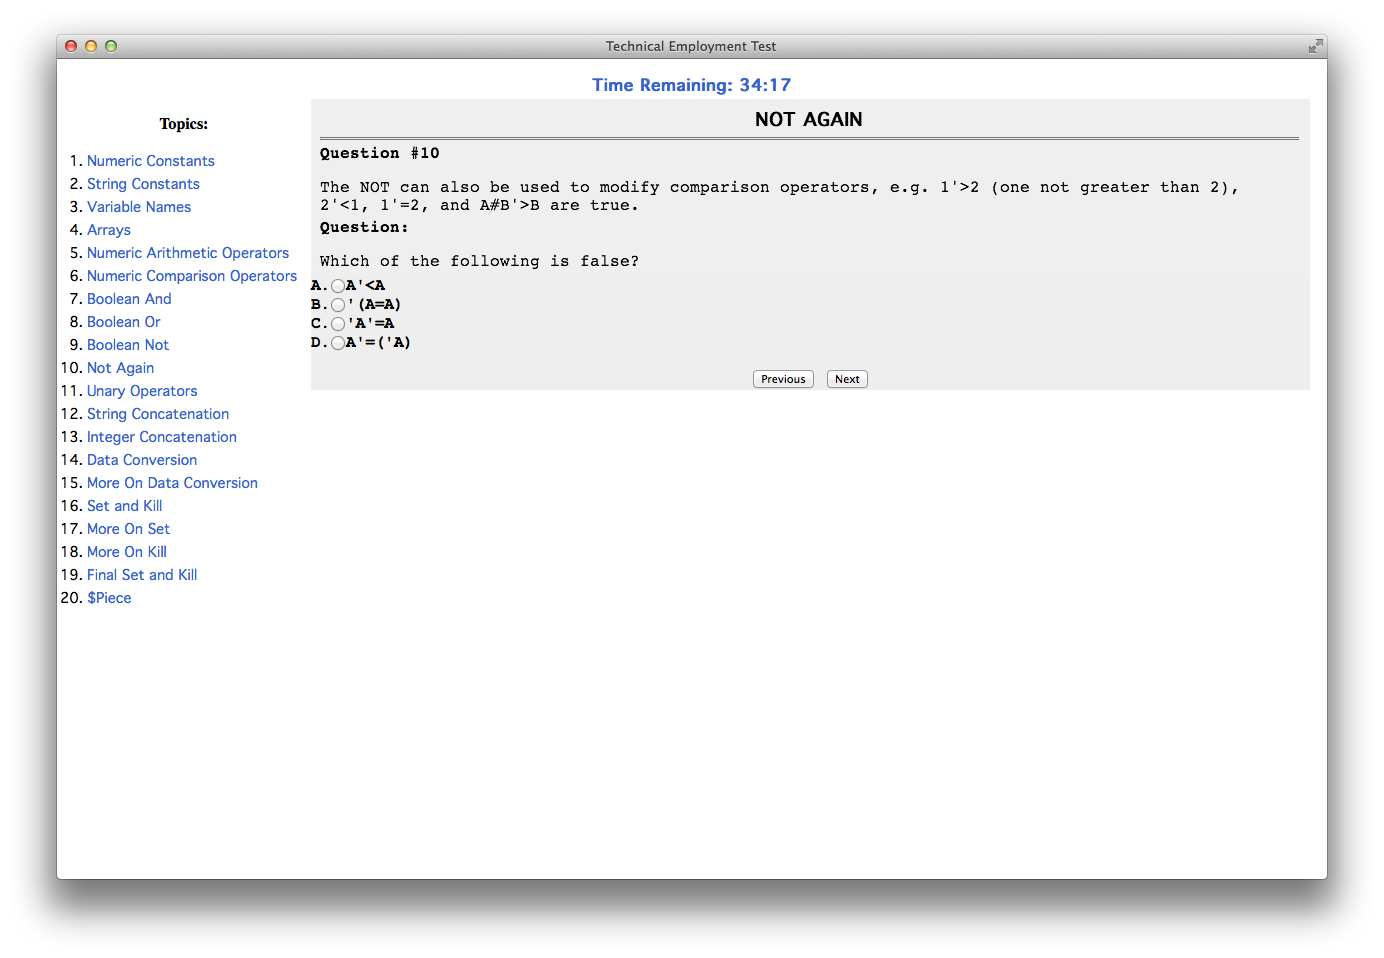 Technical Employment Test
Time Remaining: 34:17
Topics:
1. Numeric Constants
2. String Constants
3. Variable Names
4. Arrays
5. Numeric Arithmetic Operators
6. Numeric Comparison Operators
7. Boolean And
8. Boolean Or
9. Boolean Not
10. Not Again
11. Unary Operators
12. String Concatenation
13. Integer Concatenation
14. Data Conversion
15. More On Data Conversion
16. Set and Kill
17. More On Set
18. More On Kill
19. Final Set and Kill
20. $Piece
NOT AGAIN
Question #10
The NOT can also be used to modify comparison operators, e.g. 1'>2 (one not greater than 2),
2'<1, 1'=2, and A#B'>B are true.
Question:
Which of the following is false?
A. A'<A
B. '(A=A)
C. 'A'=A
D. A'=('A)
Previous Next